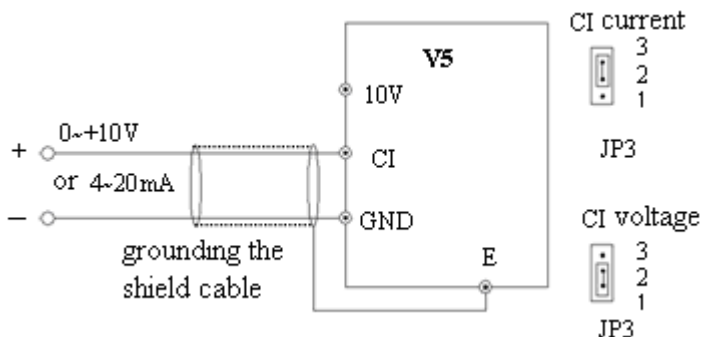 CI current
V5
3
2
1
10V
JP3
+
0~+10V
CI
or 4~20mA
−
GND
CI voltage
grounding the
shield cable
E
3
2
1
JP3